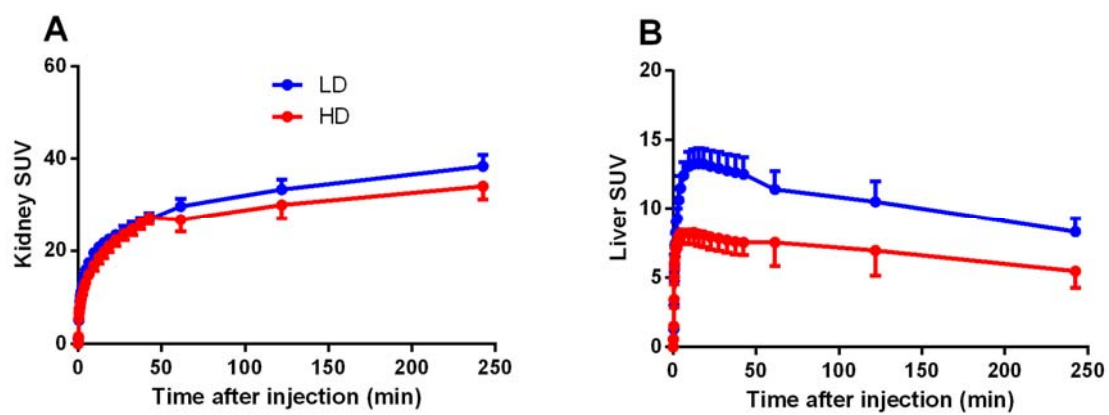 A
Kidney SUV
60
40
20
0
LD
HD
0 50 100 150 200 250
Time after injection (min)
B
Liver SUV
20
15
10
5
0
0 50 100 150 200 250
Time after injection (min)